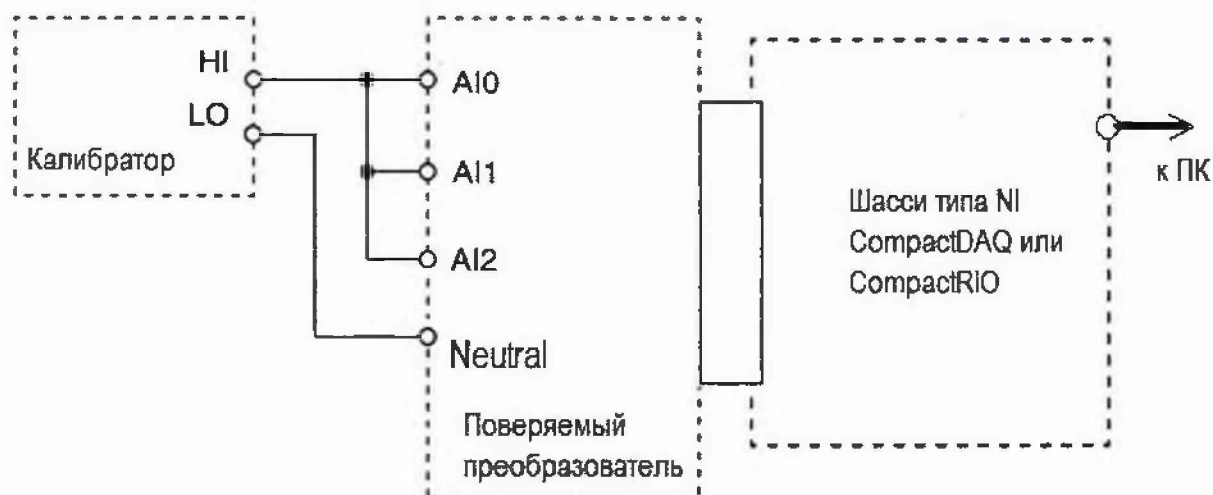 HI
LO
Калибратор
AI0
AI1
AI2
Neutral
Поверяемый
преобразователь
Шасси типа NI
CompactDAQ или
CompactRIO
к ПК